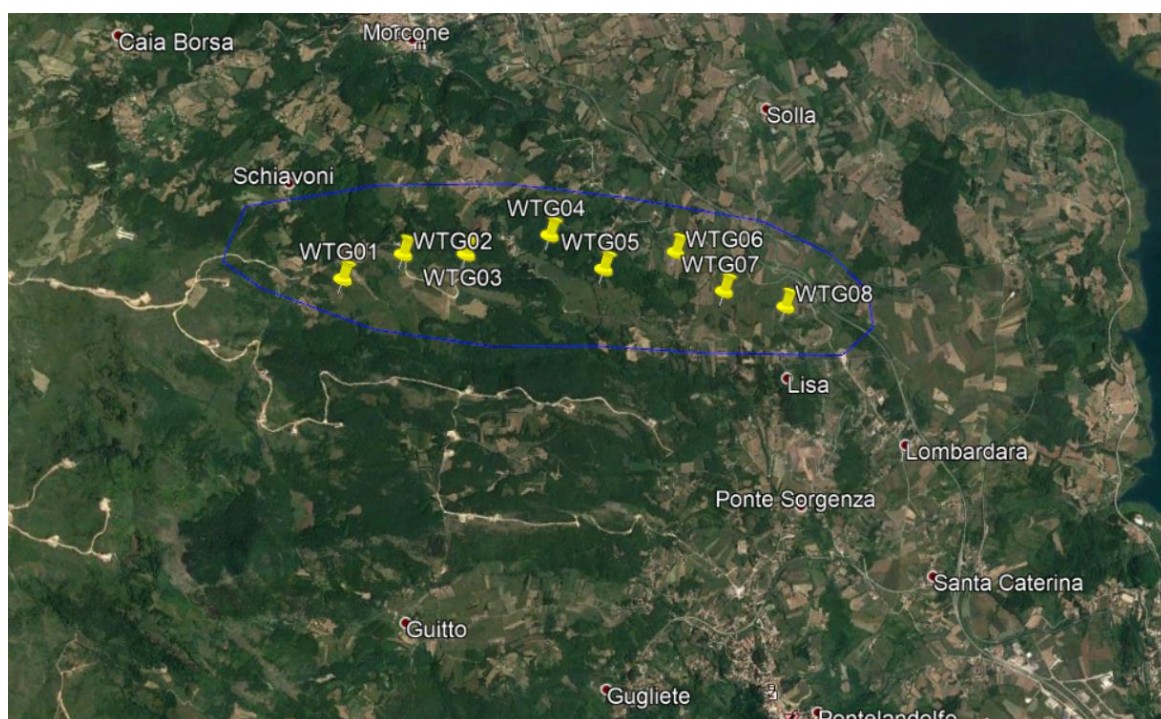 Morcone
Caia Borsa
Solla
Schiavoni
WTG04
WTG01
WTG02
WTG05
WTG06
WTG03
WTG07
WTG08
Lisa
Lombardara
Ponte Sorgenza
Santa Caterina
Guitto
Gugliete
Pontelandolfo